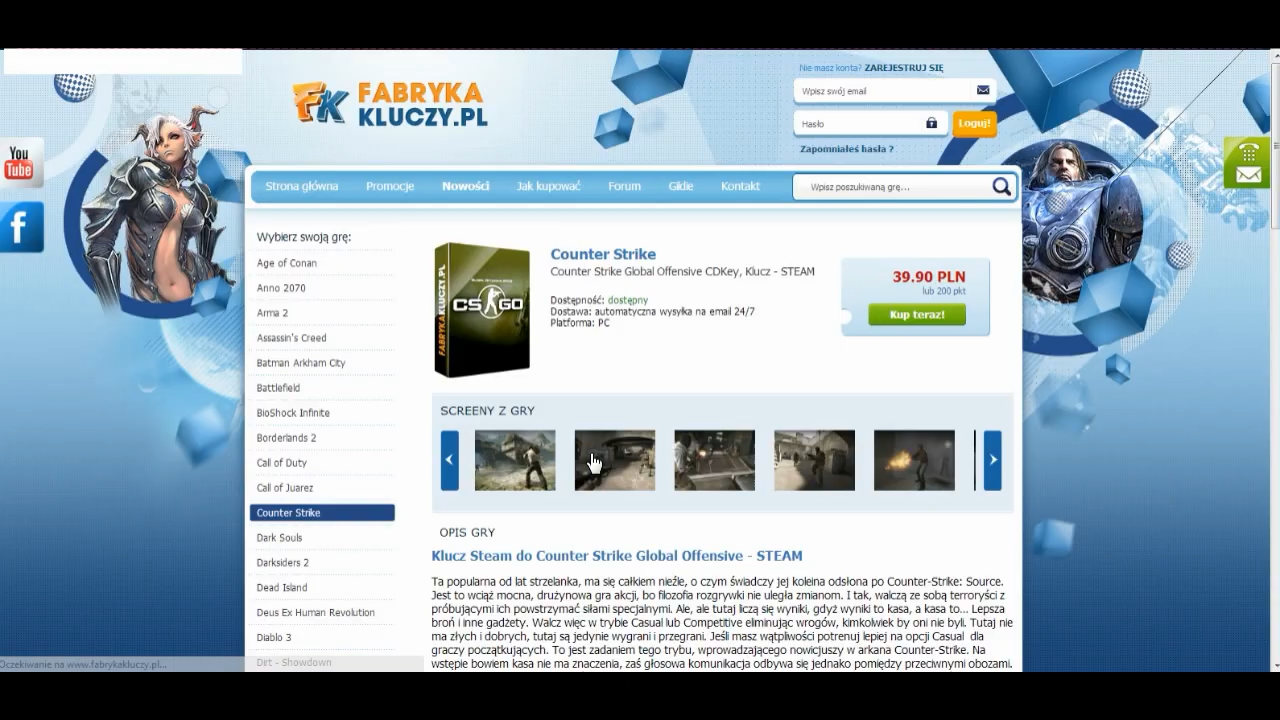 Nie masz konta? ZAREJESTRUJ SIĘ
FK FABRYKA
KLUCZY.PL
Wpisz swój email
Hasło
Loguj!
Zapomniałeś hasła ?
You
Tube
f
Strona główna Promocje Nowości Jak kupować Forum Gildie Kontakt Wpisz poszukiwaną grę...
Wybierz swoją grę:
Age of Conan
Anno 2070
Arma 2
Assassin's Creed
Batman Arkham City
Battlefield
BioShock Infinite
Borderlands 2
Call of Duty
Call of Juarez
Counter Strike
Dark Souls
Darksiders 2
Dead Island
Deus Ex Human Revolution
Diablo 3
Dirt - Showdown
FABRYKAKLUCZY.PL
CS GO
Counter Strike
Counter Strike Global Offensive CDKey, Klucz - STEAM
Dostępność: dostępny
Dostawa: automatyczna wysyłka na email 24/7
Platforma: PC
39.90 PLN
lub 200 pkt
Kup teraz!
SCREENY Z GRY
OPIS GRY
Klucz Steam do Counter Strike Global Offensive - STEAM
Ta popularna od lat strzelanka, ma się całkiem nieźle, o czym świadczy jej kolejna odsłona po Counter-Strike: Source.
Jest to wciąż mocna, drużynowa gra akcji, bo filozofia rozgrywki nie uległa zmianom. I tak, walczą ze sobą terroryści z
próbującymi ich powstrzymać siłami specjalnymi. Ale, ale tutaj liczą się wyniki, gdyż wyniki to kasa, a kasa to... Lepsza
broń i inne gadżety. Walcz więc w trybie Casual lub Competitive eliminując wrogów, kimkolwiek by oni nie byli. Tutaj nie
ma złych i dobrych, tutaj są jedynie wygrani i przegrani. Jeśli masz wątpliwości potrenuj lepiej na opcji Casual dla
graczy początkujących. To jest zadaniem tego trybu, wprowadzającego nowicjuszy w arkana Counter-Strike. Na
wstępie bowiem kasa nie ma znaczenia, zaś głosowa komunikacja odbywa się jednako pomiędzy przeciwnymi obozami.
Oczekiwanie na www.fabrykakluczy.pl...